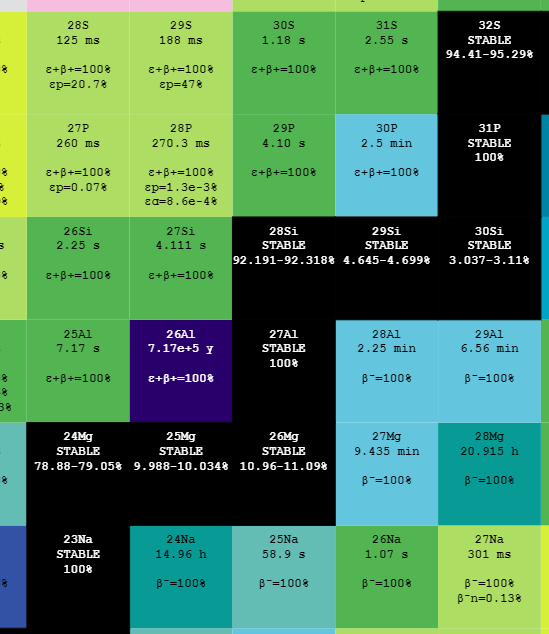 28S 29S 30S 31S 32S
125 ms 188 ms 1.18 s 2.55 s STABLE
94.41-95.29%
ε+β+=100% ε+β+=100% ε+β+=100% ε+β+=100%
εp=20.7% εp=47%
27P 28P 29P 30P 31P
260 ms 270.3 ms 4.10 s 2.5 min STABLE
100%
ε+β+=100% ε+β+=100% ε+β+=100% ε+β+=100%
εp=0.07% εp=1.3e-3%
εα=8.6e-4%
26Si 27Si 28Si 29Si 30Si
2.25 s 4.111 s STABLE STABLE STABLE
92.191-92.318% 4.645-4.699% 3.037-3.11%
ε+β+=100% ε+β+=100%
25Al 26Al 27Al 28Al 29Al
7.17 s 7.17e+5 y STABLE 2.25 min 6.56 min
100%
ε+β+=100% ε+β+=100% β⁻=100% β⁻=100%
24Mg 25Mg 26Mg 27Mg 28Mg
STABLE STABLE STABLE 9.435 min 20.915 h
78.88-79.05% 9.988-10.034% 10.96-11.09%
β⁻=100% β⁻=100%
23Na 24Na 25Na 26Na 27Na
STABLE 14.96 h 58.9 s 1.07 s 301 ms
100%
β⁻=100% β⁻=100% β⁻=100% β⁻=100%
β⁻n=0.13%